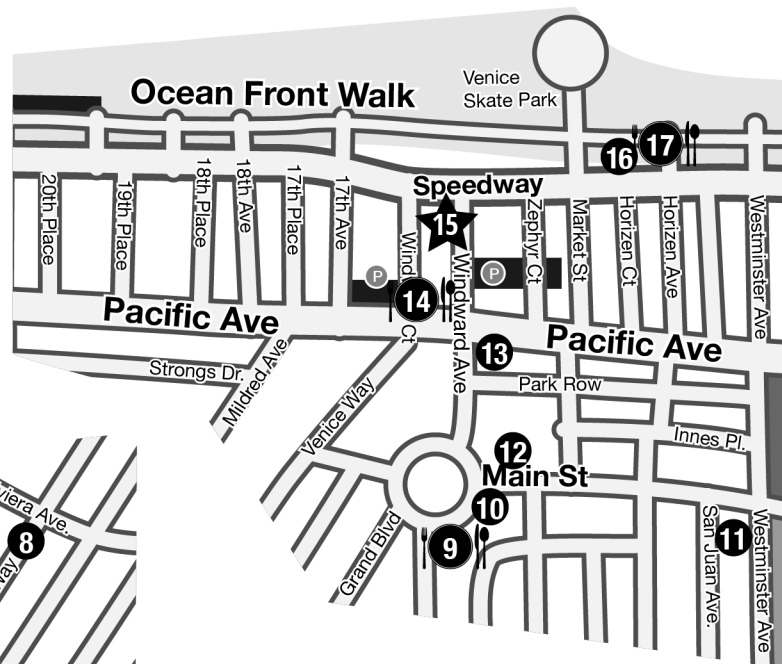 Venice
Skate Park
Ocean Front Walk
17
16
Speedway
20th Place
19th Place
18th Place
18th Ave
17th Place
17th Ave
Wind
Ct
15
Windward Ave
Zephyr Ct
Market St
Horizen Ct
Horizen Ave
Westminster Ave
P
P
14
Pacific Ave
Pacific Ave
13
Strongs Dr.
Mildred Ave
Venice Way
Park Row
Innes Pl.
12
Main St
10
9
Grand Blvd
11
San Juan Ave.
Westminster Ave
viera Ave.
8
way